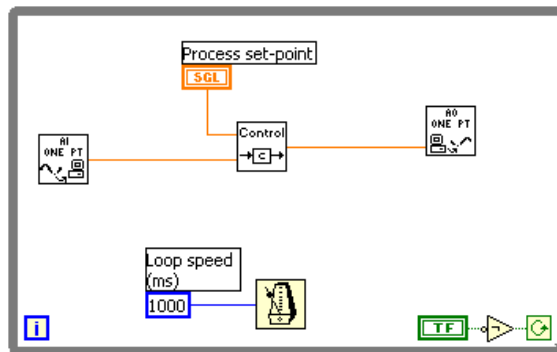 Process set-point
SGL
AI
ONE PT
Control
C
AO
ONE PT
Loop speed
(ms)
1000
i
TF